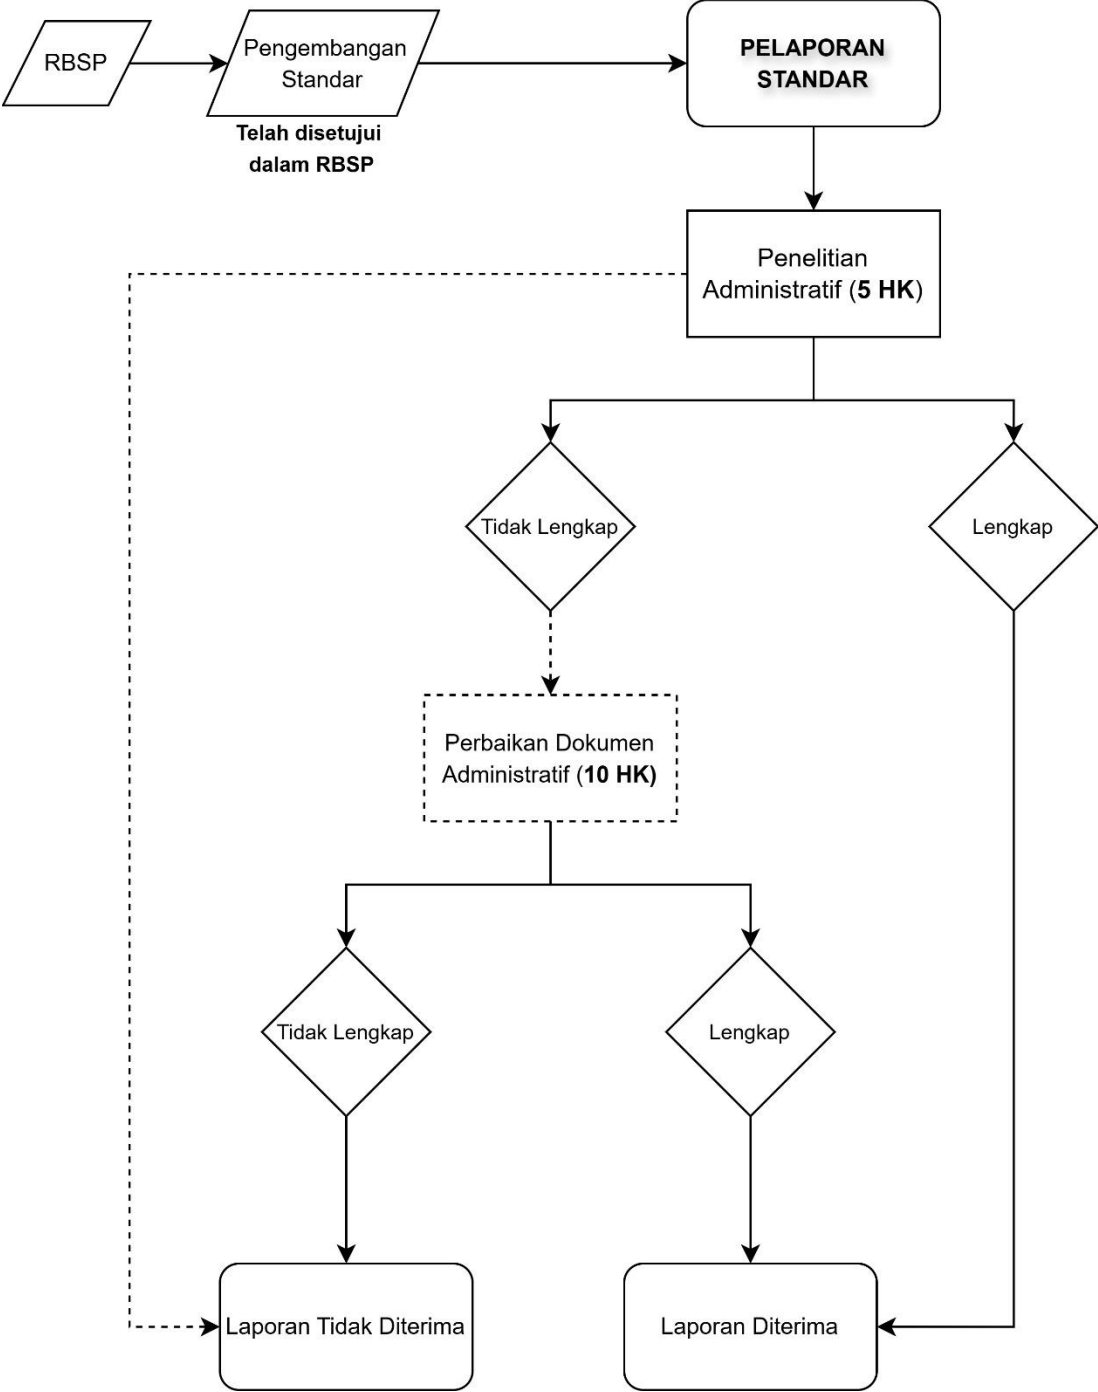 RBSP
Pengembangan
Standar
Telah disetujui
dalam RBSP
PELAPORAN
STANDAR
Penelitian
Administratif (5 HK)
Tidak Lengkap
Lengkap
Perbaikan Dokumen
Administratif (10 HK)
Tidak Lengkap
Lengkap
Laporan Tidak Diterima
Laporan Diterima